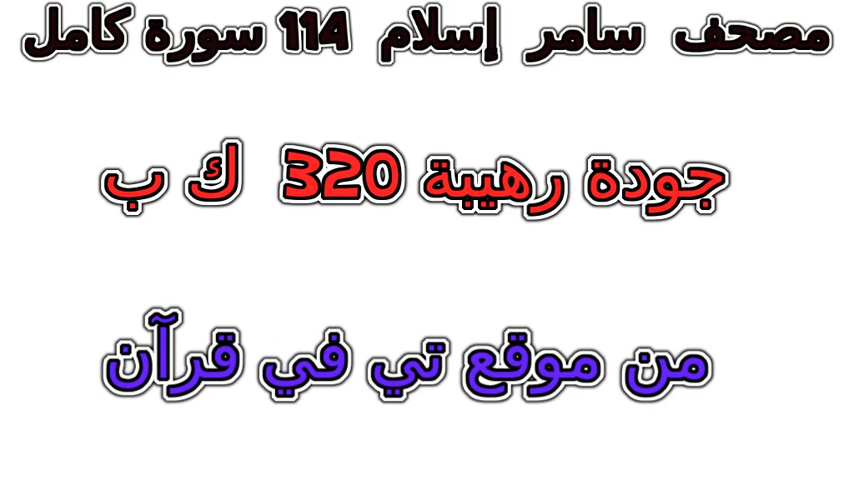 مصحف سامر إسلام 114 سورة كامل
جودة رهيبة 320 ك ب
من موقع تي في قرآن